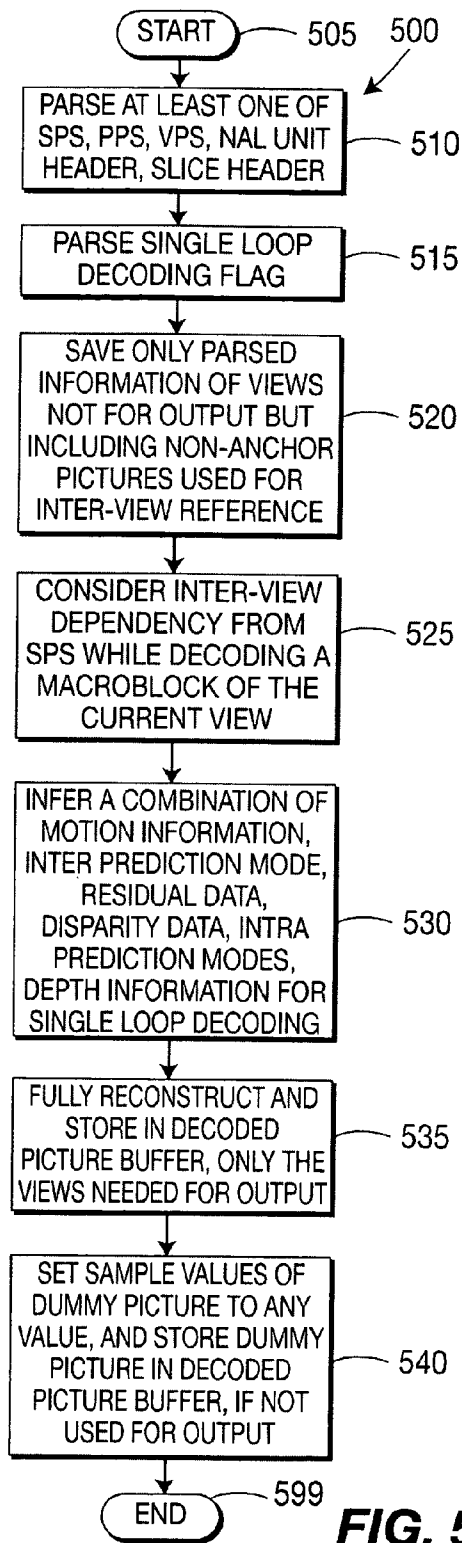 START
505
500
PARSE AT LEAST ONE OF
SPS, PPS, VPS, NAL UNIT
HEADER, SLICE HEADER
510
PARSE SINGLE LOOP
DECODING FLAG
515
SAVE ONLY PARSED
INFORMATION OF VIEWS
NOT FOR OUTPUT BUT
INCLUDING NON-ANCHOR
PICTURES USED FOR
INTER-VIEW REFERENCE
520
CONSIDER INTER-VIEW
DEPENDENCY FROM
SPS WHILE DECODING A
MACROBLOCK OF THE
CURRENT VIEW
525
INFER A COMBINATION OF
MOTION INFORMATION,
INTER PREDICTION MODE,
RESIDUAL DATA,
DISPARITY DATA, INTRA
PREDICTION MODES,
DEPTH INFORMATION FOR
SINGLE LOOP DECODING
530
FULLY RECONSTRUCT AND
STORE IN DECODED
PICTURE BUFFER, ONLY THE
VIEWS NEEDED FOR OUTPUT
535
SET SAMPLE VALUES OF
DUMMY PICTURE TO ANY
VALUE, AND STORE DUMMY
PICTURE IN DECODED
PICTURE BUFFER, IF NOT
USED FOR OUTPUT
540
END
599
FIG. 5